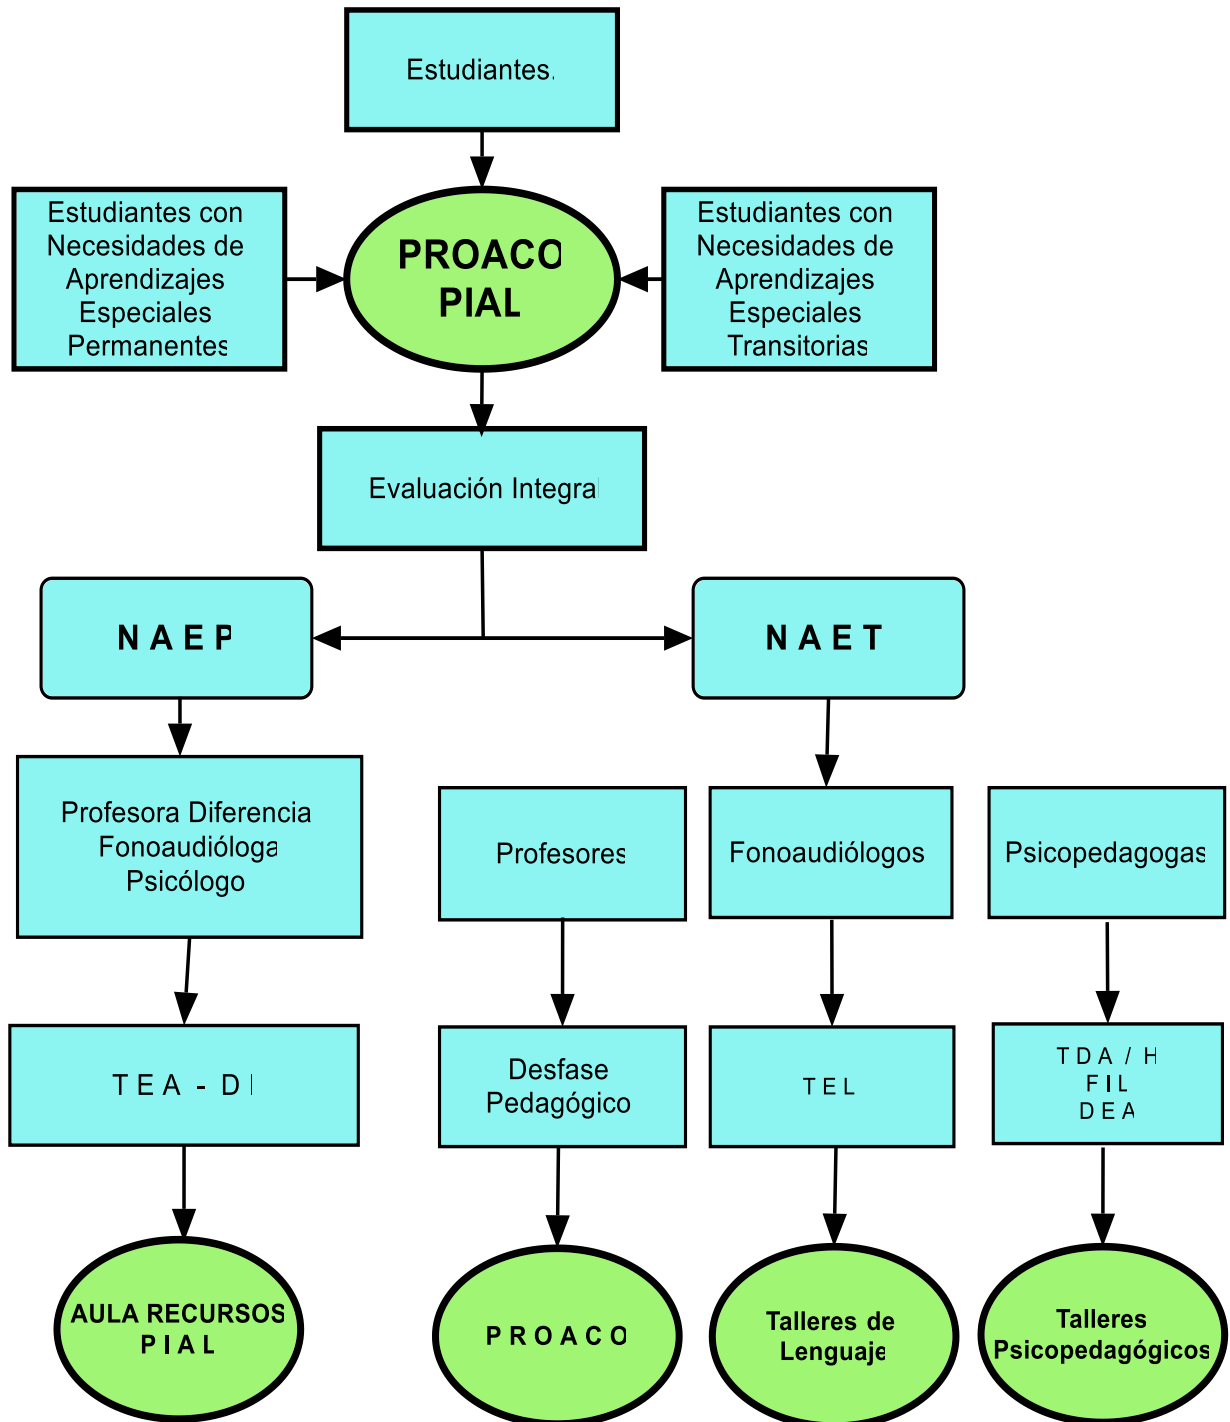 Estudiantes.
Estudiantes con
Necesidades de
Aprendizajes
Especiales
Permanentes
PROACO
PIAL
Estudiantes con
Necesidades de
Aprendizajes
Especiales
Transitorias
Evaluación Integral
N A E P
N A E T
Profesora Diferencia
Fonoaudióloga
Psicólogo
Profesores
Fonoaudiólogos
Psicopedagogas
T E A - D I
Desfase
Pedagógico
T E L
T D A / H
F I L
D E A
AULA RECURSOS
P I A L
P R O A C O
Talleres de
Lenguaje
Talleres
Psicopedagógicos